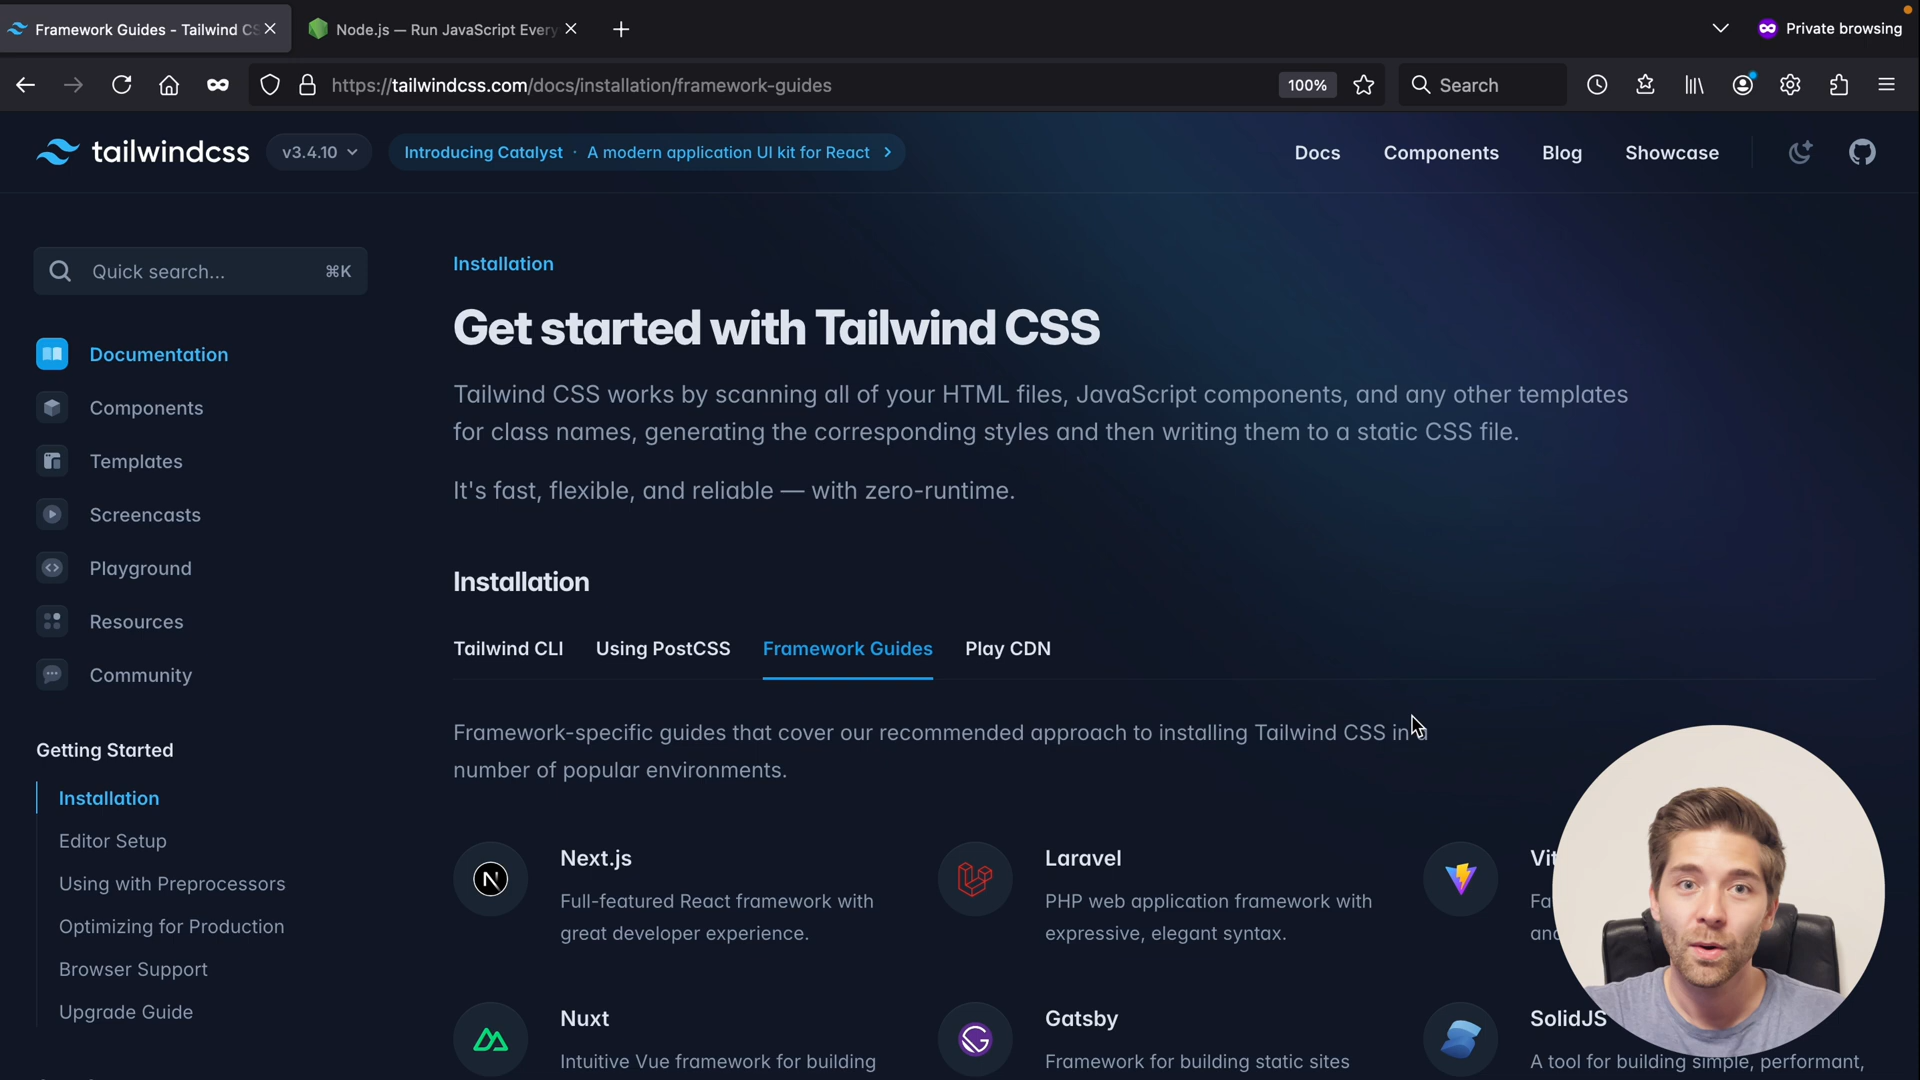 Framework Guides - Tailwind CS
Node.js — Run JavaScript Every
Private browsing
https://tailwindcss.com/docs/installation/framework-guides
100%
Search
tailwindcss
v3.4.10
Introducing Catalyst · A modern application UI kit for React
Docs
Components
Blog
Showcase
Quick search...
⌘K
Documentation
Components
Templates
Screencasts
Playground
Resources
Community
Getting Started
Installation
Editor Setup
Using with Preprocessors
Optimizing for Production
Browser Support
Upgrade Guide
Installation
Get started with Tailwind CSS
Tailwind CSS works by scanning all of your HTML files, JavaScript components, and any other templates
for class names, generating the corresponding styles and then writing them to a static CSS file.
It's fast, flexible, and reliable — with zero-runtime.
Installation
Tailwind CLI
Using PostCSS
Framework Guides
Play CDN
Framework-specific guides that cover our recommended approach to installing Tailwind CSS in a
number of popular environments.
Next.js
Full-featured React framework with
great developer experience.
Laravel
PHP web application framework with
expressive, elegant syntax.
Nuxt
Intuitive Vue framework for building
Gatsby
Framework for building static sites
SolidJS
A tool for building simple, performant,